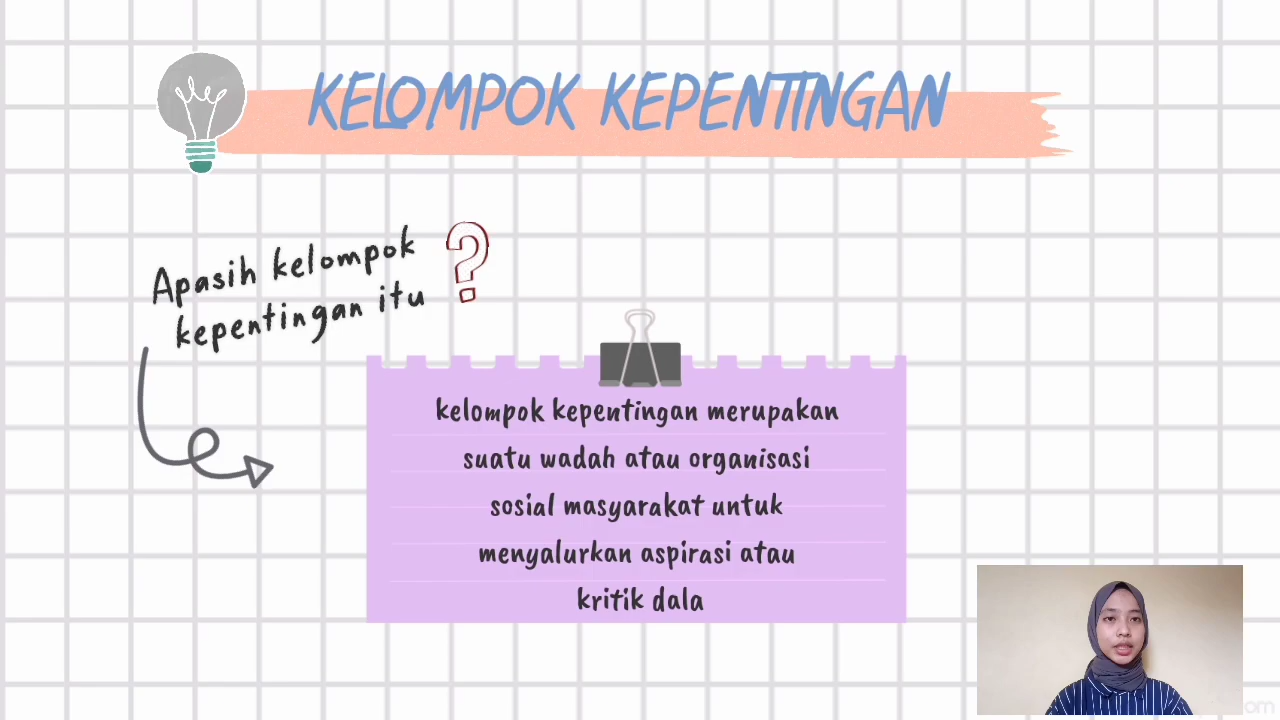 KELOMPOK KEPENTINGAN
Apasih kelompok
kepentingan itu
?
kelompok kepentingan merupakan
suatu wadah atau organisasi
sosial masyarakat untuk
menyalurkan aspirasi atau
kritik dala